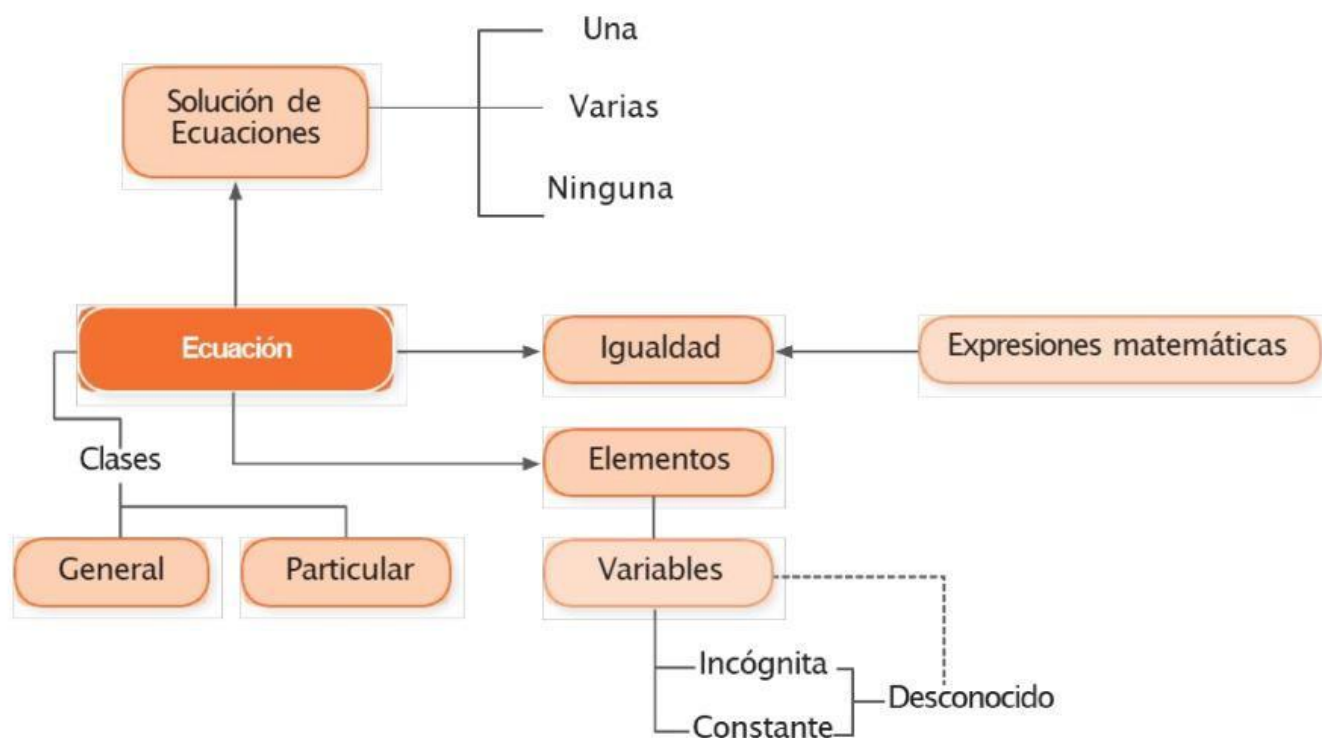 Una
Solución de
Ecuaciones
Varias
Ninguna
Ecuación
Igualdad
Expresiones matemáticas
Clases
Elementos
General
Particular
Variables
Incógnita
Desconocido
Constante